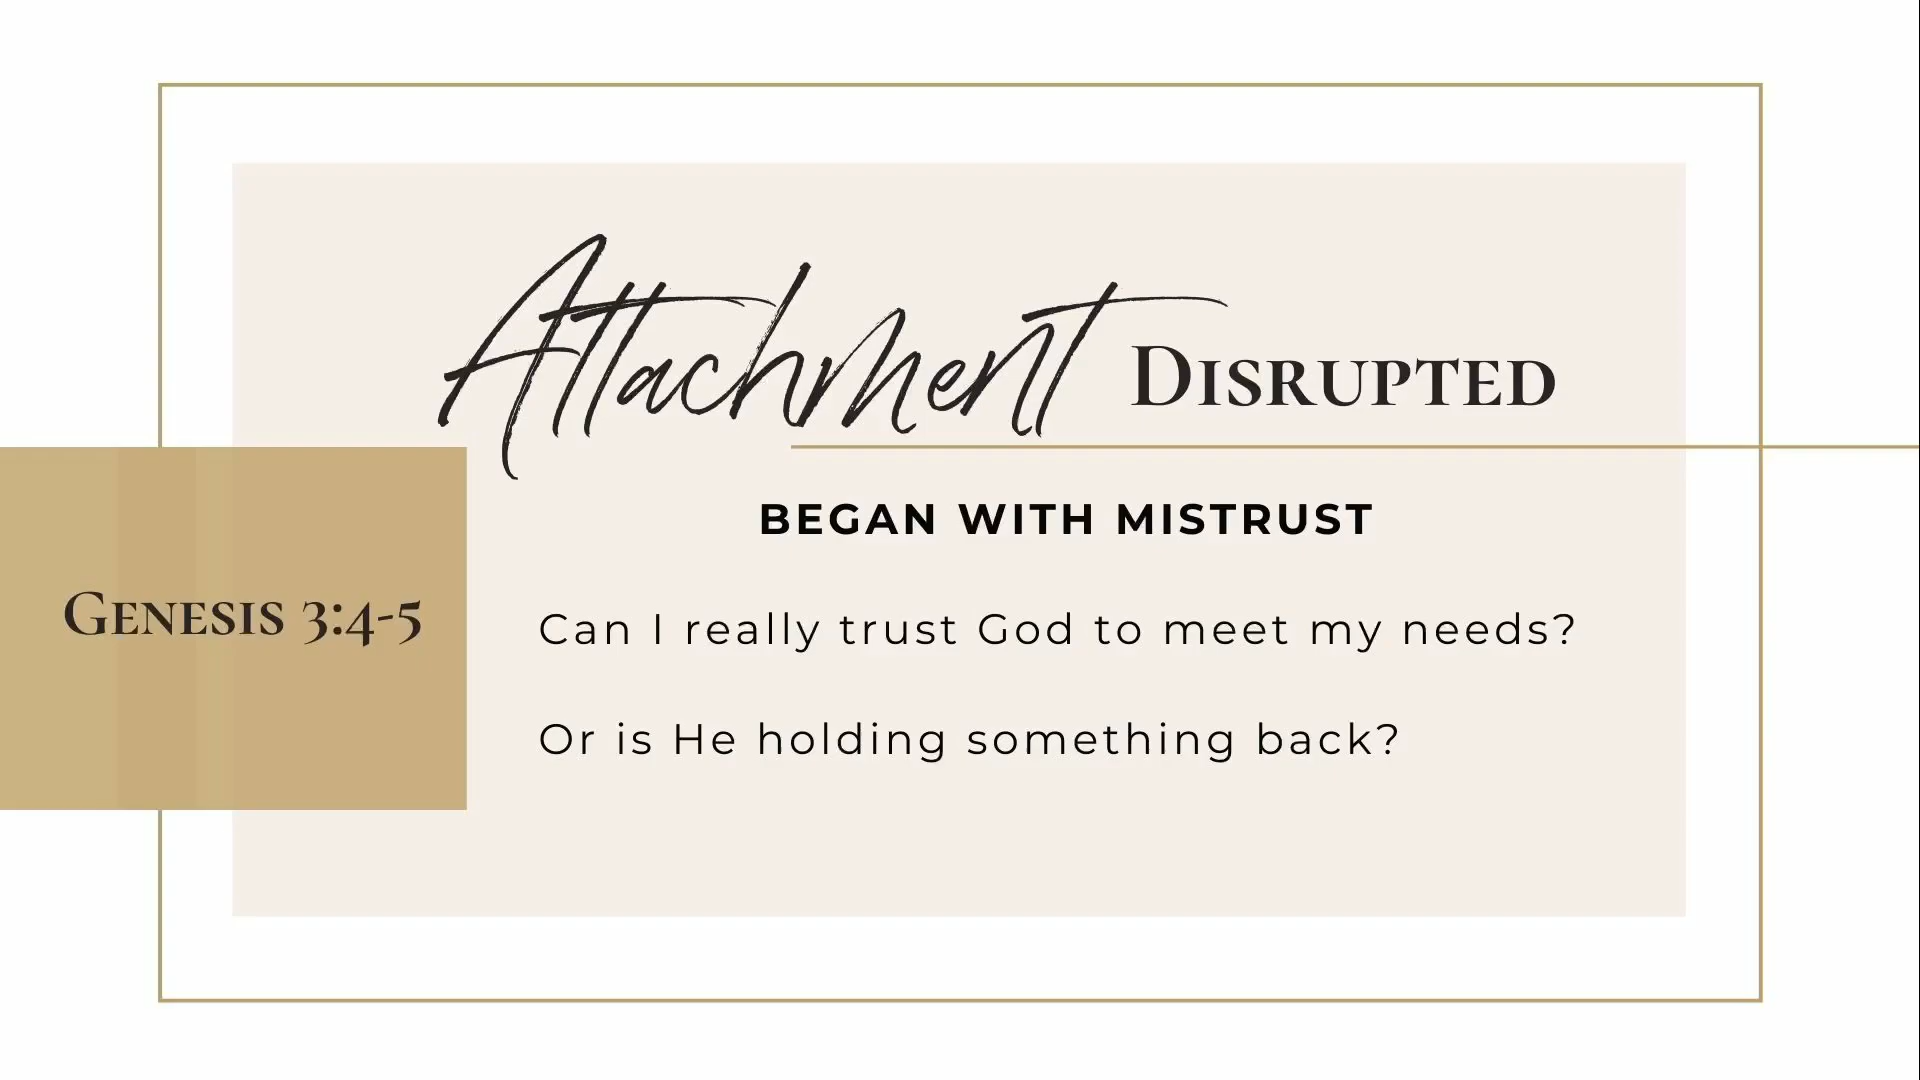 Attachment Disrupted
BEGAN WITH MISTRUST
Genesis 3:4-5
Can I really trust God to meet my needs?
Or is He holding something back?